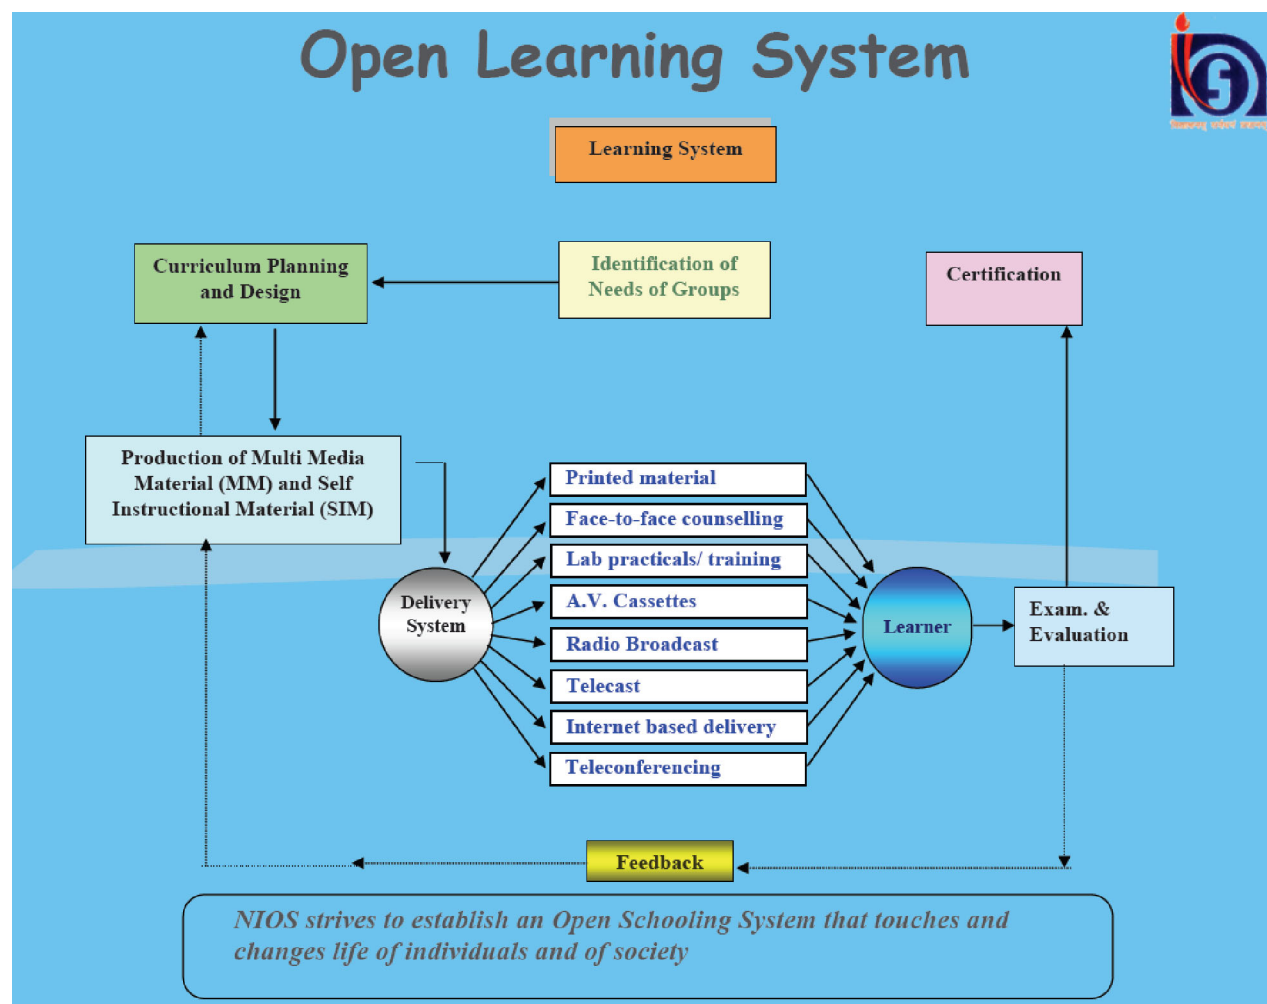 Open Learning System
Learning System
Curriculum Planning
and Design
Identification of
Needs of Groups
Certification
Production of Multi Media
Material (MM) and Self
Instructional Material (SIM)
Delivery
System
Printed material
Face-to-face counselling
Lab practicals/ training
A.V. Cassettes
Radio Broadcast
Telecast
Internet based delivery
Teleconferencing
Learner
Exam. &
Evaluation
Feedback
NIOS strives to establish an Open Schooling System that touches and
changes life of individuals and of society